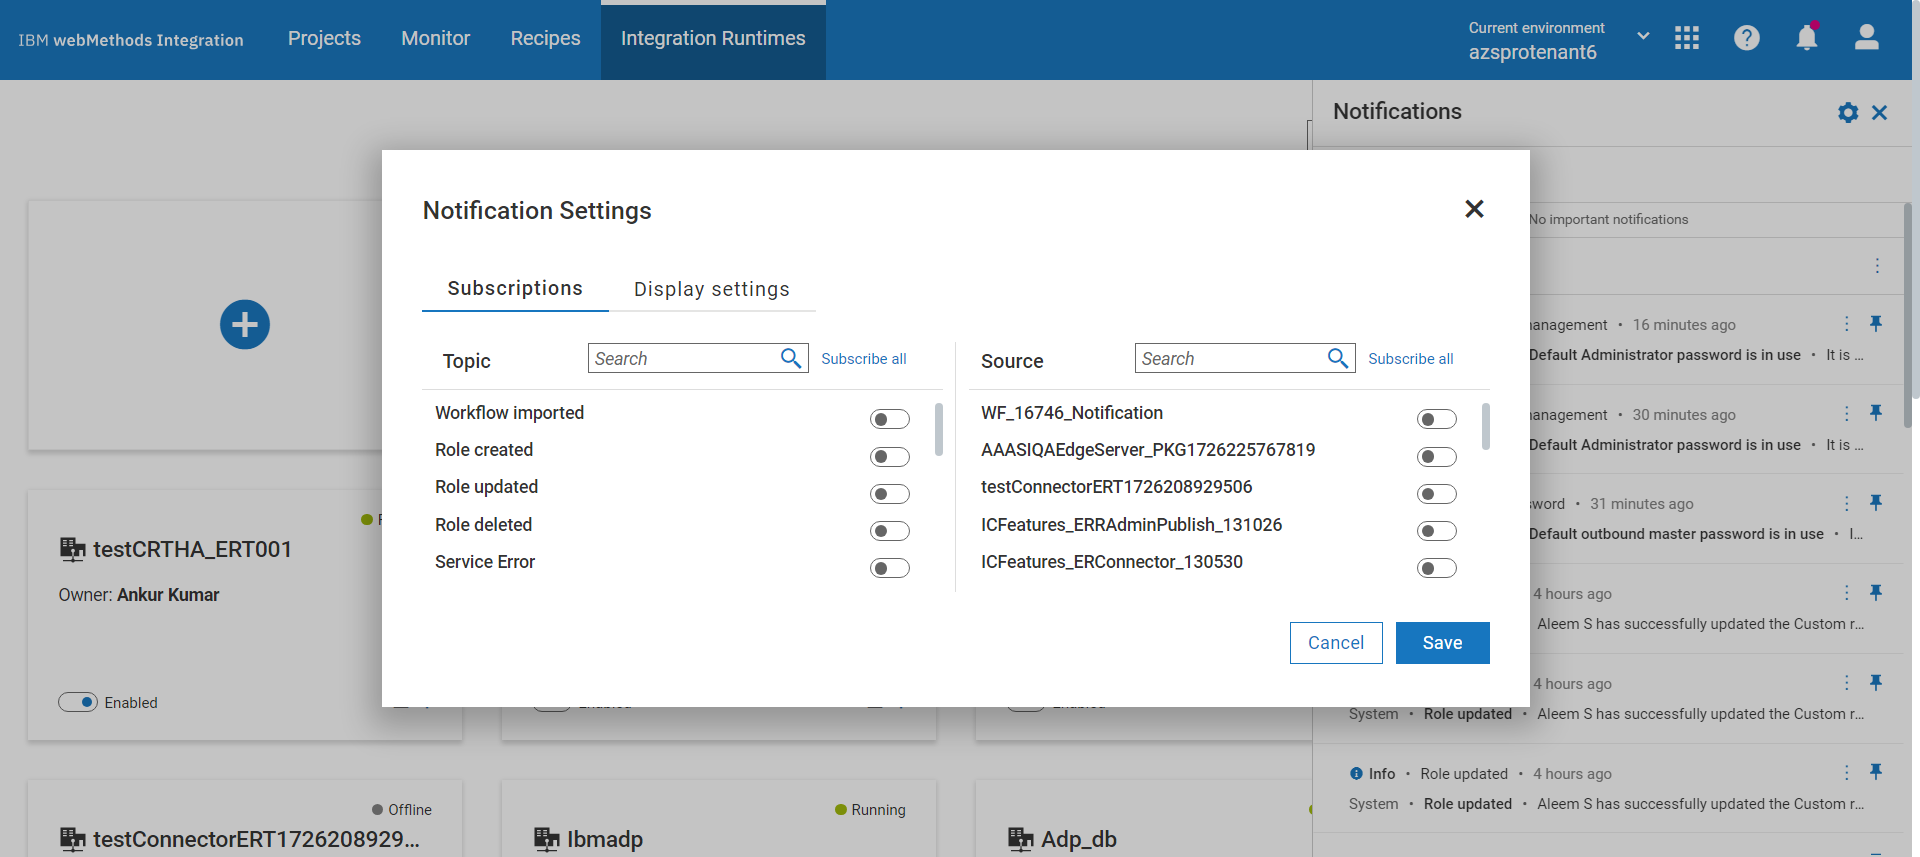 IBM webMethods Integration
Projects
Monitor
Recipes
Integration Runtimes
Current environment
azsprotenant6
Notifications
No important notifications
Notification Settings
Subscriptions
Display settings
Topic
Search
Subscribe all
Workflow imported
Role created
Role updated
Role deleted
Service Error
Source
Search
Subscribe all
WF_16746_Notification
AAASIQAEdgeServer_PKG1726225767819
testConnectorERT1726208929506
ICFeatures_ERRAdminPublish_131026
ICFeatures_ERConnector_130530
Cancel
Save
testCRTHA_ERT001
Owner: Ankur Kumar
Enabled
• 16 minutes ago
Default Administrator password is in use • It is ...
• 30 minutes ago
Default Administrator password is in use • It is ...
• 31 minutes ago
Default outbound master password is in use • I...
4 hours ago
Aleem S has successfully updated the Custom r...
4 hours ago
System • Role updated • Aleem S has successfully updated the Custom r...
Info • Role updated • 4 hours ago
System • Role updated • Aleem S has successfully updated the Custom r...
Offline
testConnectorERT1726208929...
Running
Ibmadp
Adp_db